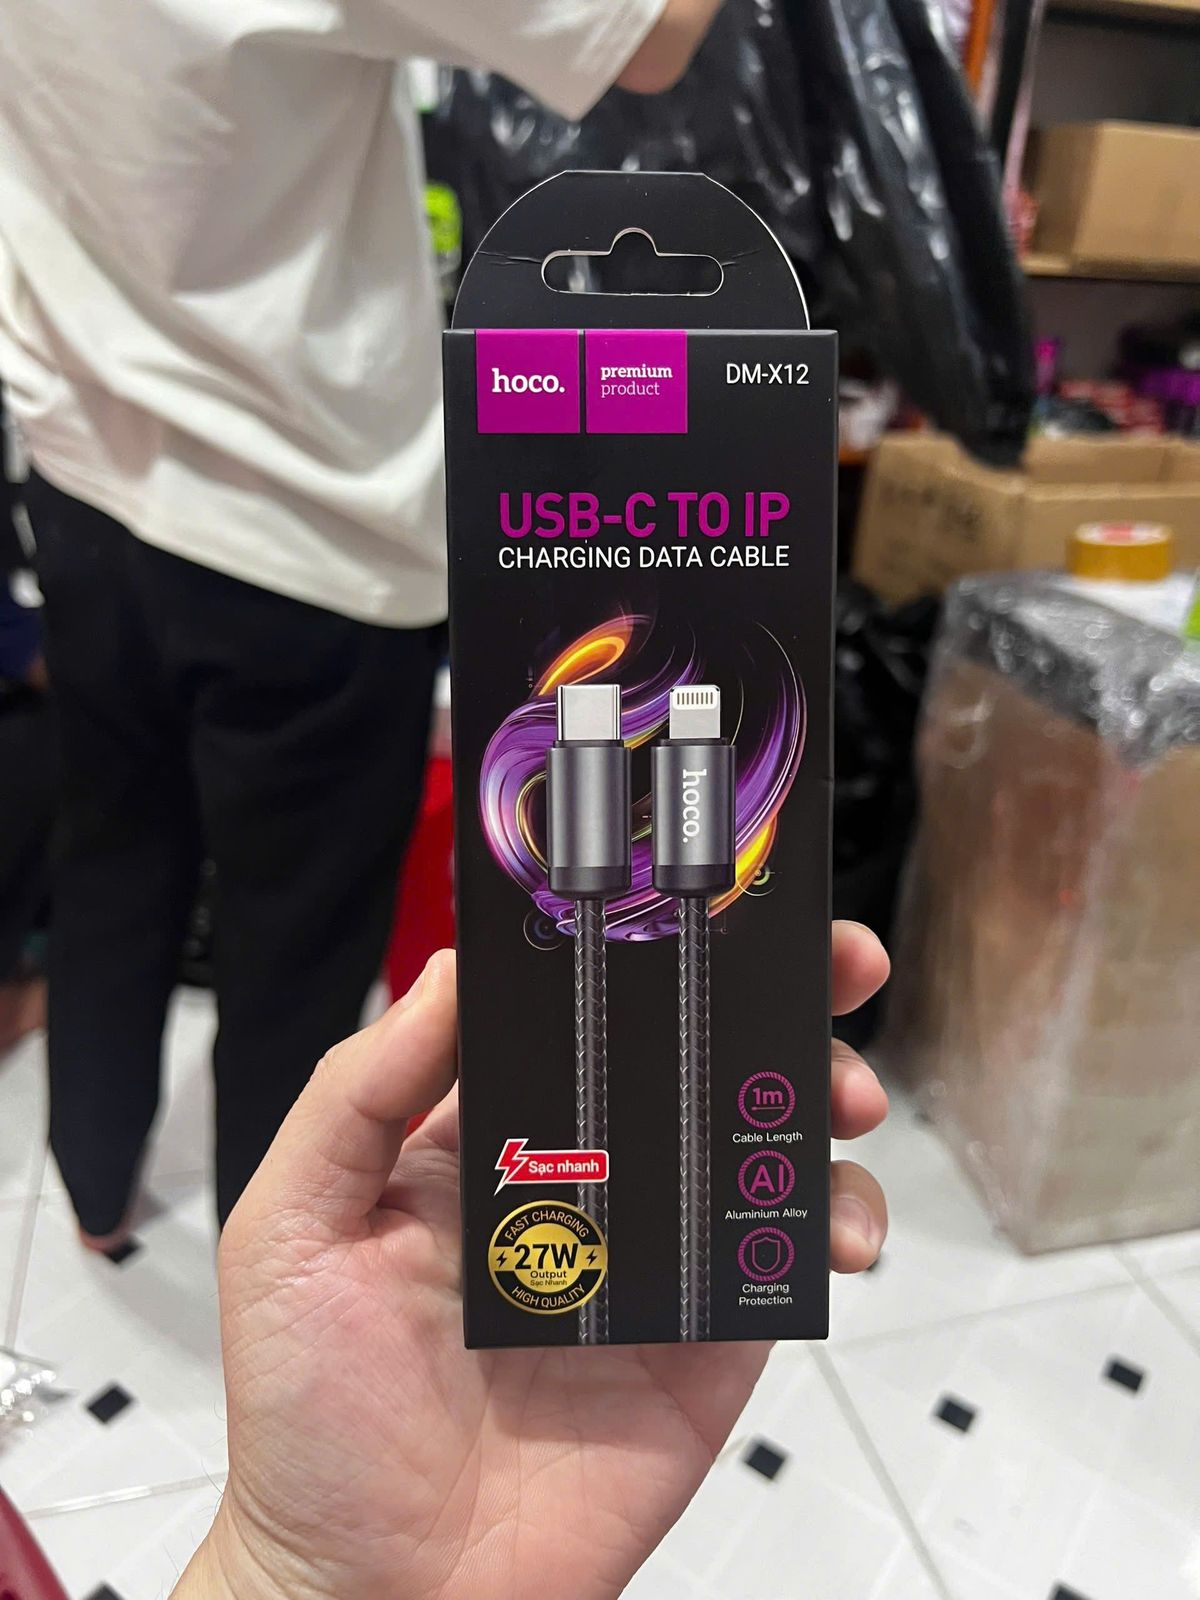 hoco.
premium
product
DM-X12
USB-C TO IP
CHARGING DATA CABLE
hoco.
1m
Cable Length
Al
Aluminium Alloy
Charging
Protection
Sạc nhanh
FAST CHARGING
27W
Output
Sạc Nhanh
HIGH QUALITY